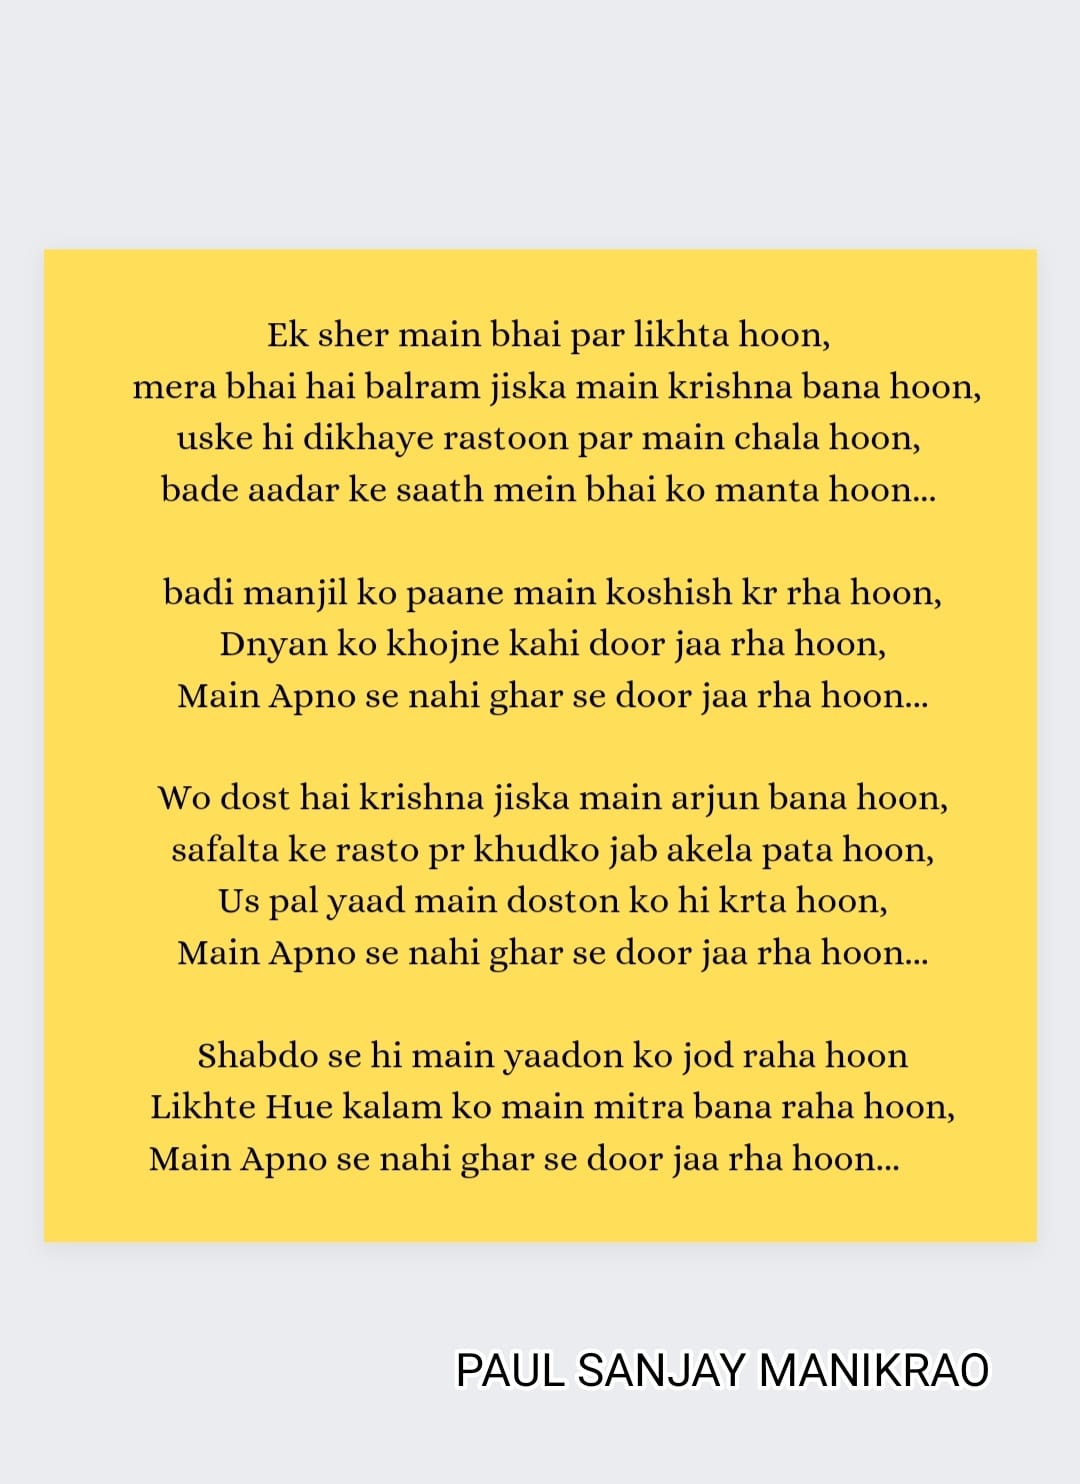 Ek sher main bhai par likhta hoon,
mera bhai hai balram jiska main krishna bana hoon,
uske hi dikhaye rastoon par main chala hoon,
bade aadar ke saath mein bhai ko manta hoon...
badi manjil ko paane main koshish kr rha hoon,
Dnyan ko khojne kahi door jaa rha hoon,
Main Apno se nahi ghar se door jaa rha hoon...
Wo dost hai krishna jiska main arjun bana hoon,
safalta ke rasto pr khudko jab akela pata hoon,
Us pal yaad main doston ko hi krta hoon,
Main Apno se nahi ghar se door jaa rha hoon...
Shabdo se hi main yaadon ko jod raha hoon
Likhte Hue kalam ko main mitra bana raha hoon,
Main Apno se nahi ghar se door jaa rha hoon...
PAUL SANJAY MANIKRAO